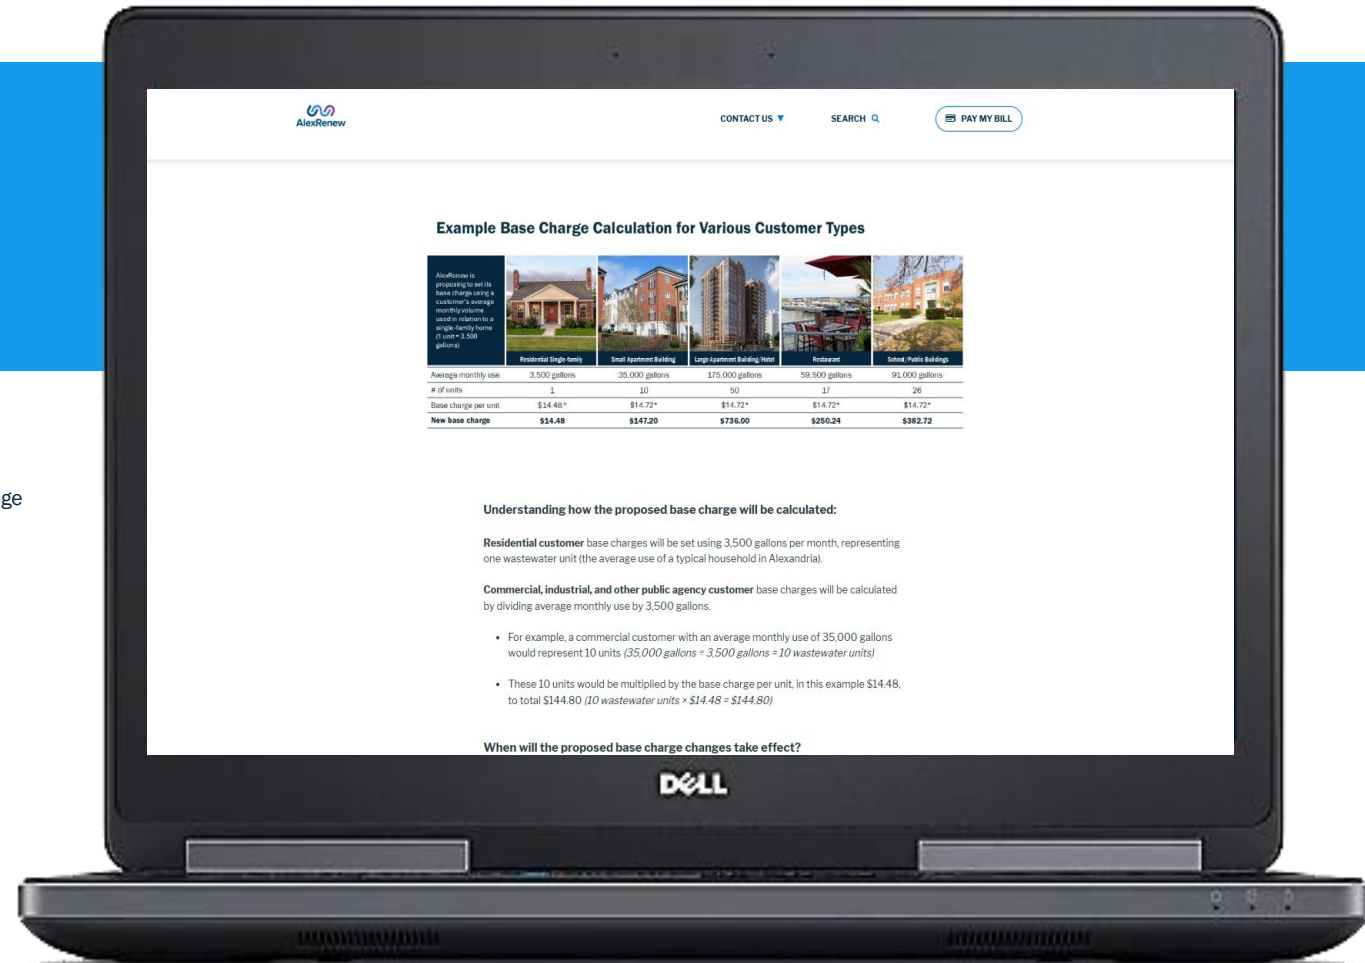 AlexRenew
CONTACT US
SEARCH
PAY MY BILL
Example Base Charge Calculation for Various Customer Types
AlexRenew is
proposing to set its
base charge using a
customer's average
monthly volume
used in relation to a
single-family home
(1 unit = 3,500
gallons)
Residential Single-family Small Apartment Building Large Apartment Building/Hotel Restaurant School/Public Buildings
Average monthly use 3,500 gallons 35,000 gallons 175,000 gallons 59,500 gallons 91,000 gallons
# of units 1 10 50 17 26
Base charge per unit $14.48* $14.72* $14.72* $14.72* $14.72*
New base charge $14.48 $147.20 $736.00 $250.24 $382.72
ge
Understanding how the proposed base charge will be calculated:
Residential customer base charges will be set using 3,500 gallons per month, representing
one wastewater unit (the average use of a typical household in Alexandria).
Commercial, industrial, and other public agency customer base charges will be calculated
by dividing average monthly use by 3,500 gallons.
• For example, a commercial customer with an average monthly use of 35,000 gallons
would represent 10 units (35,000 gallons ÷ 3,500 gallons = 10 wastewater units)
• These 10 units would be multiplied by the base charge per unit, in this example $14.48,
to total $144.80 (10 wastewater units × $14.48 = $144.80)
When will the proposed base charge changes take effect?
DELL